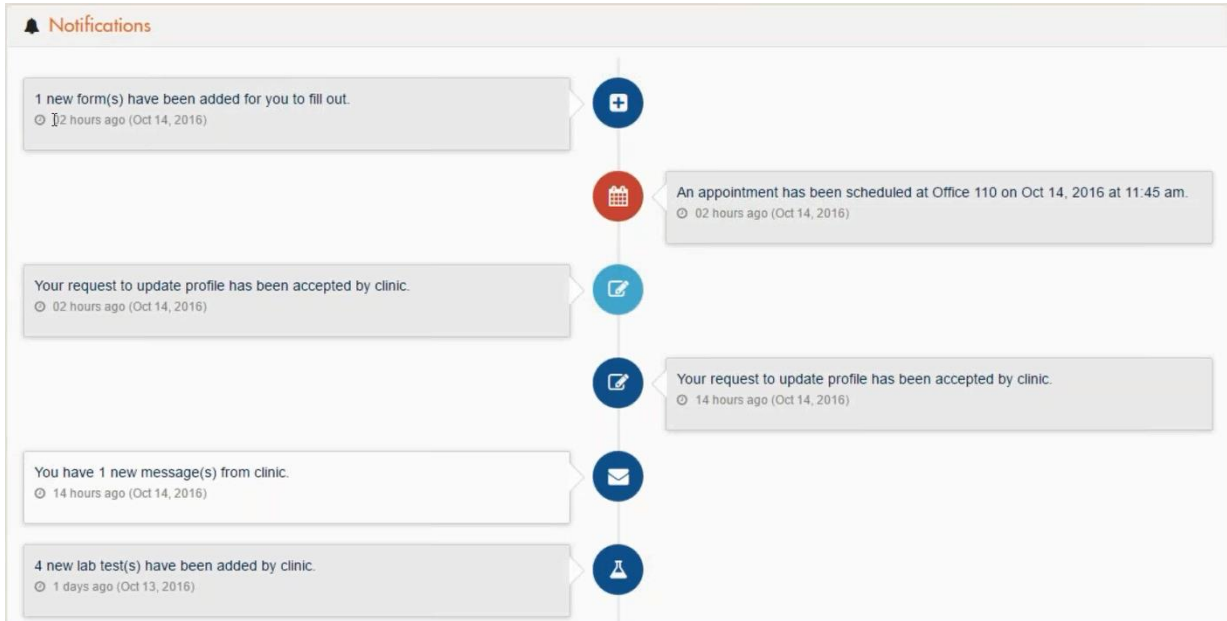 Notifications
1 new form(s) have been added for you to fill out.
02 hours ago (Oct 14, 2016)
An appointment has been scheduled at Office 110 on Oct 14, 2016 at 11:45 am.
02 hours ago (Oct 14, 2016)
Your request to update profile has been accepted by clinic.
02 hours ago (Oct 14, 2016)
Your request to update profile has been accepted by clinic.
14 hours ago (Oct 14, 2016)
You have 1 new message(s) from clinic.
14 hours ago (Oct 14, 2016)
4 new lab test(s) have been added by clinic.
1 days ago (Oct 13, 2016)